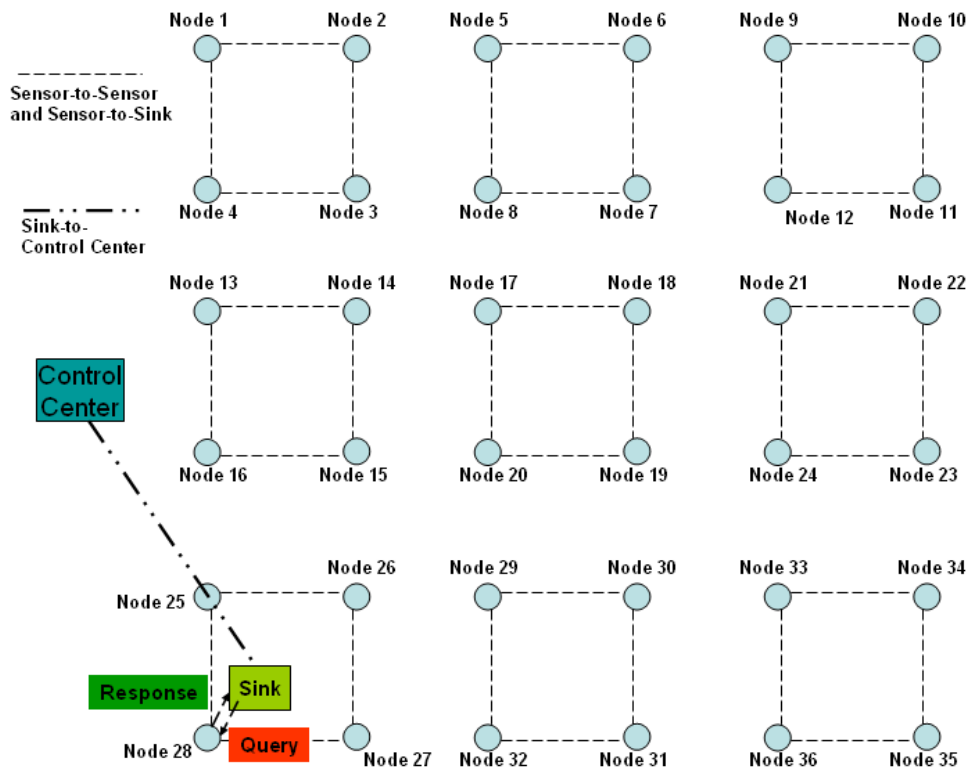 Node 1
Node 2
Node 5
Node 6
Node 9
Node 10
Sensor-to-Sensor
and Sensor-to-Sink
Node 4
Node 3
Node 8
Node 7
Node 12
Node 11
Sink-to-
Control Center
Node 13
Node 14
Node 17
Node 18
Node 21
Node 22
Control
Center
Node 16
Node 15
Node 20
Node 19
Node 24
Node 23
Node 25
Node 26
Node 29
Node 30
Node 33
Node 34
Response
Sink
Query
Node 28
Node 27
Node 32
Node 31
Node 36
Node 35